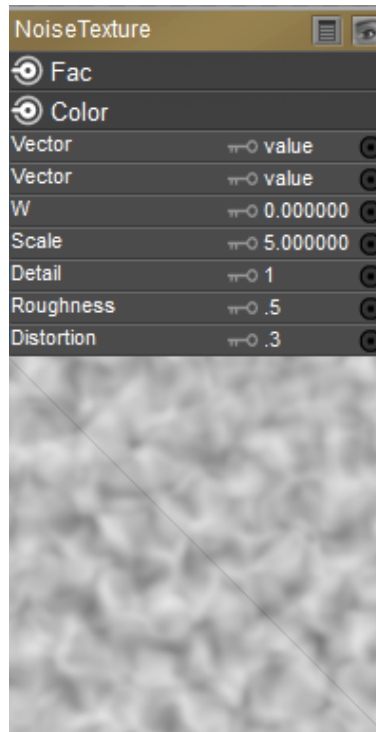 NoiseTexture
Fac
Color
Vector value
Vector value
W 0.000000
Scale 5.000000
Detail 1
Roughness .5
Distortion .3